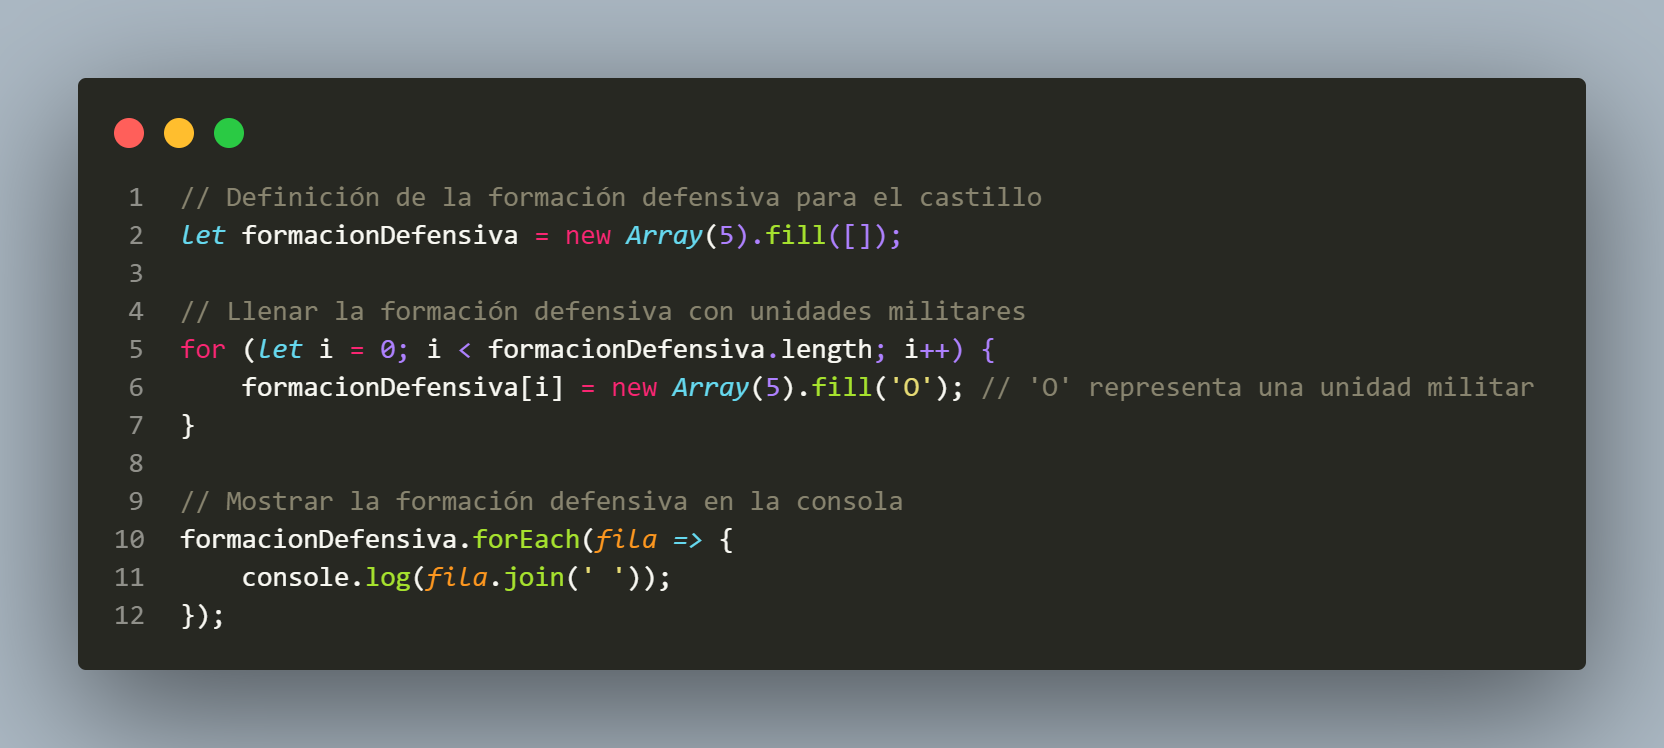 1 // Definición de la formación defensiva para el castillo
2 let formacionDefensiva = new Array(5).fill([]);
3
4 // Llenar la formación defensiva con unidades militares
5 for (let i = 0; i < formacionDefensiva.length; i++) {
6     formacionDefensiva[i] = new Array(5).fill('O'); // 'O' representa una unidad militar
7 }
8
9 // Mostrar la formación defensiva en la consola
10 formacionDefensiva.forEach(fila => {
11     console.log(fila.join(' '));
12 });